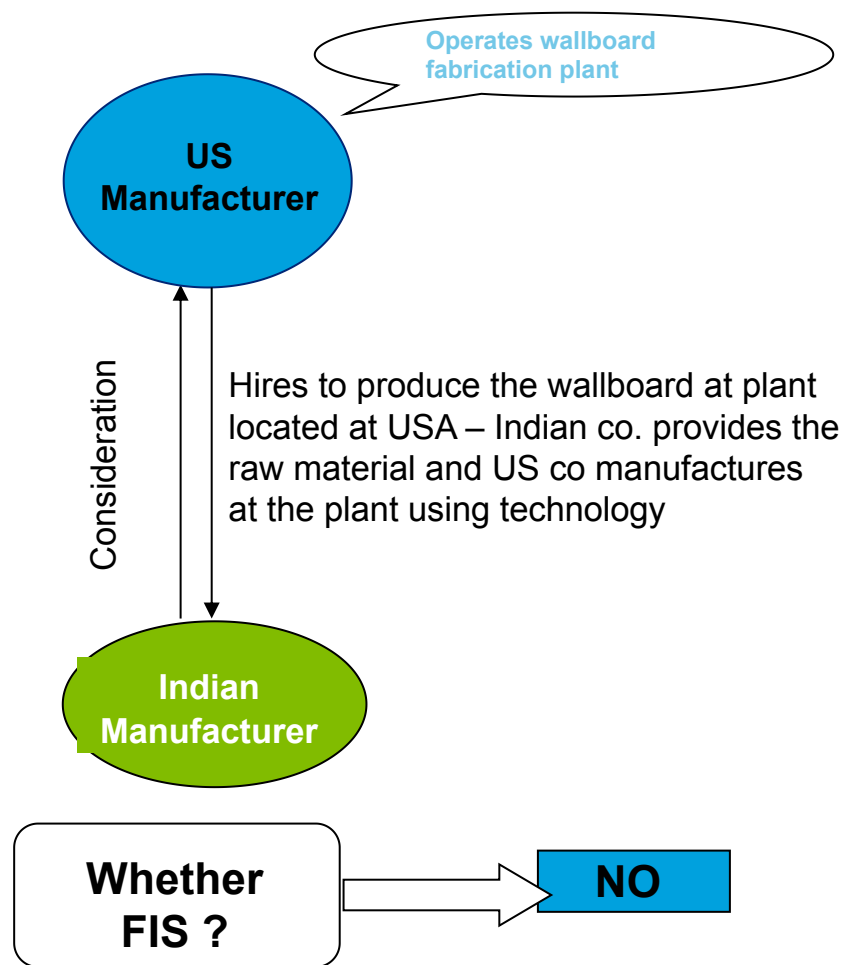 Operates wallboard
fabrication plant
US
Manufacturer
Consideration
Hires to produce the wallboard at plant
located at USA – Indian co. provides the
raw material and US co manufactures
at the plant using technology
Indian
Manufacturer
Whether
FIS ?
NO